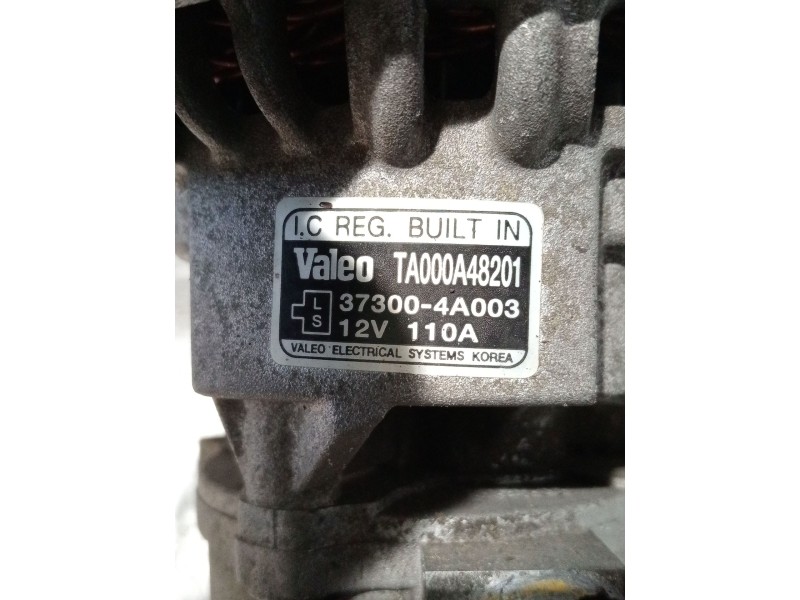 I.C REG. BUILT IN
Valeo TA000A48201
L 37300-4A003
S 12V 110A
VALEO ELECTRICAL SYSTEMS KOREA